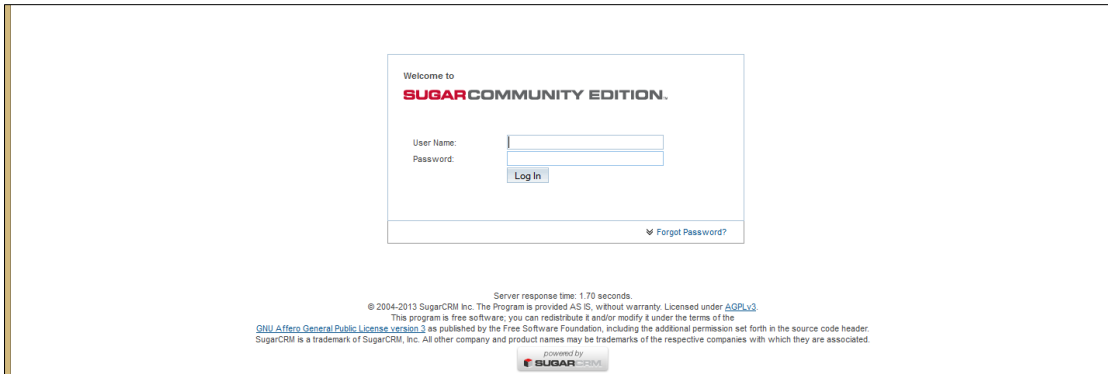 Welcome to
SUGARCOMMUNITY EDITION.
User Name:
Password:
Log In
Forgot Password?
Server response time: 1.70 seconds.
© 2004-2013 SugarCRM Inc. The Program is provided AS IS, without warranty. Licensed under AGPLv3.
This program is free software; you can redistribute it and/or modify it under the terms of the
GNU Affero General Public License version 3 as published by the Free Software Foundation, including the additional permission set forth in the source code header.
SugarCRM is a trademark of SugarCRM, Inc. All other company and product names may be trademarks of the respective companies with which they are associated.
powered by
SUGARCRM.